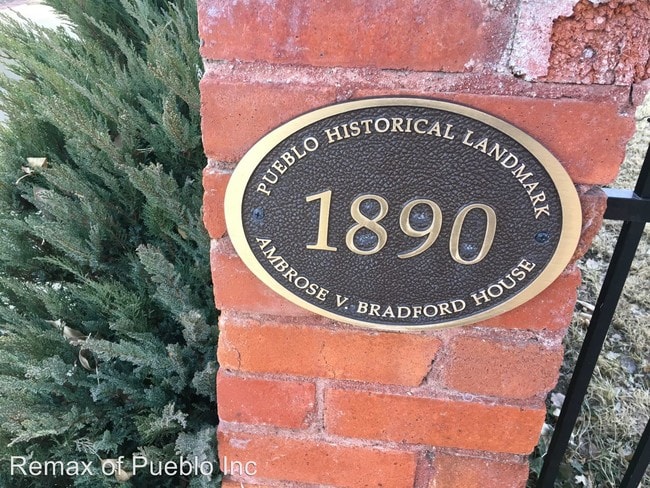 PUEBLO HISTORICAL LANDMARK
1890
AMBROSE V. BRADFORD HOUSE
Remax of Pueblo Inc